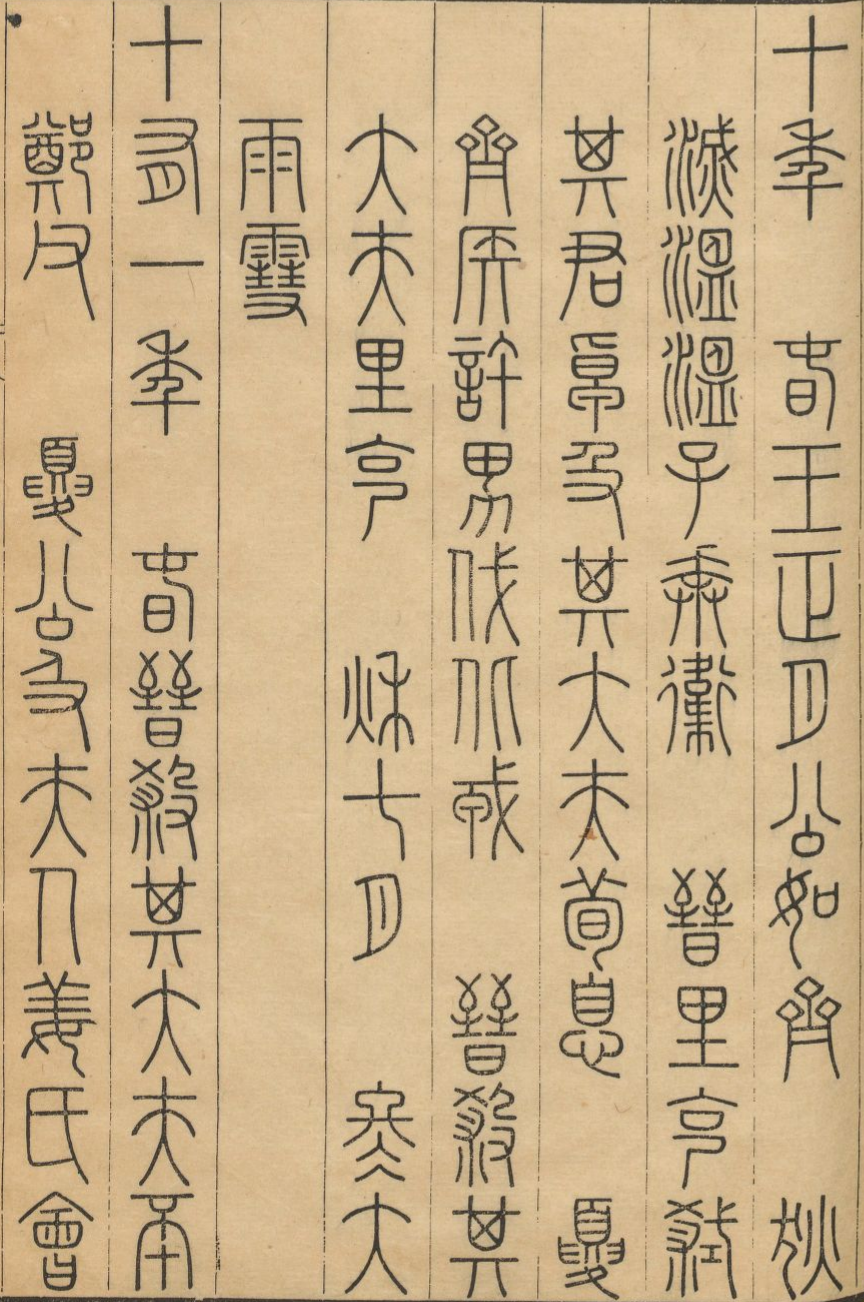 十年　春王正月公如齊　狄
滅溫溫子奔衛　晉里克弒
其君卓及其大夫荀息　夏
齊侯許男伐北戎　晉殺其
大夫里克　秋七月　冬大
雨雪
十有一年　春晉殺其大夫丕
鄭父　夏公及夫人姜氏會